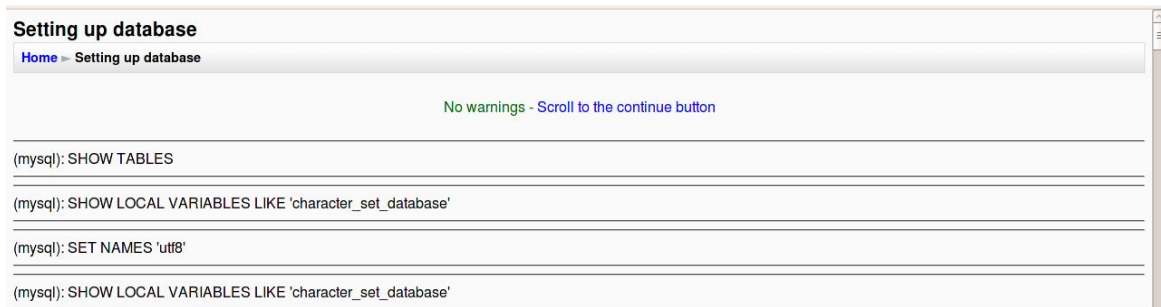 Setting up database
Home ► Setting up database
No warnings - Scroll to the continue button
(mysql): SHOW TABLES
(mysql): SHOW LOCAL VARIABLES LIKE 'character_set_database'
(mysql): SET NAMES 'utf8'
(mysql): SHOW LOCAL VARIABLES LIKE 'character_set_database'